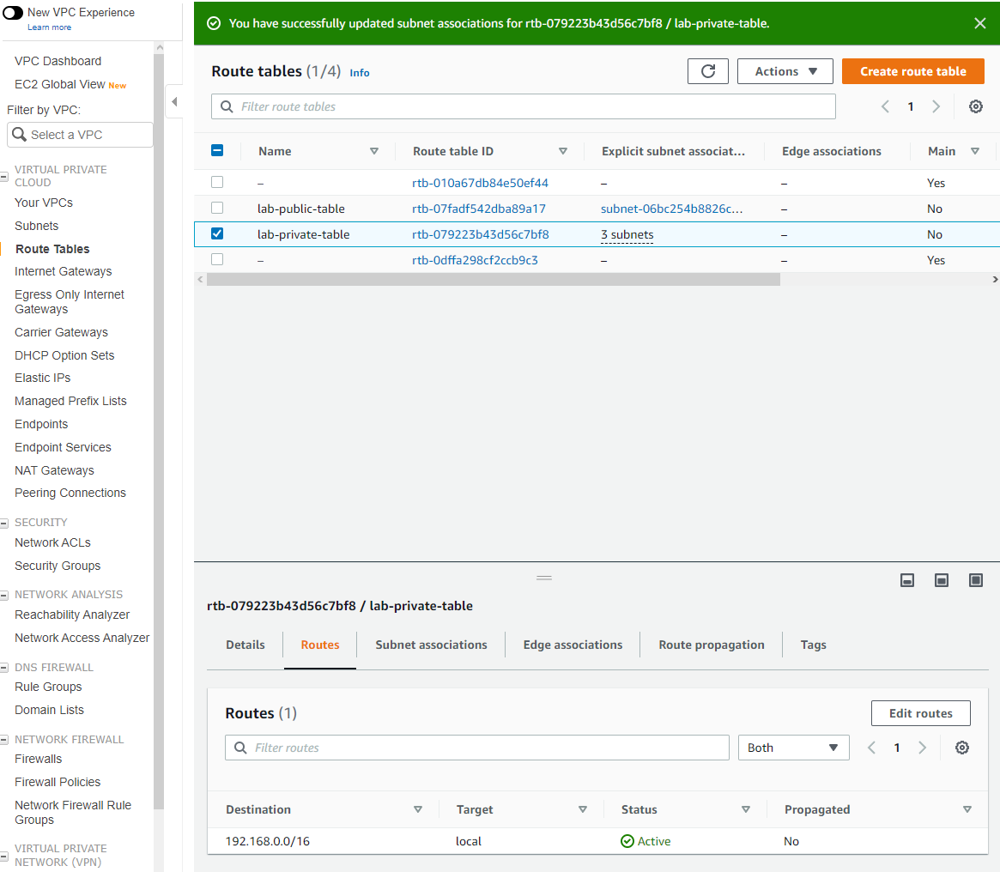 New VPC Experience
Learn more
VPC Dashboard
EC2 Global View New
Filter by VPC:
Select a VPC
VIRTUAL PRIVATE
CLOUD
Your VPCs
Subnets
Route Tables
Internet Gateways
Egress Only Internet
Gateways
Carrier Gateways
DHCP Option Sets
Elastic IPs
Managed Prefix Lists
Endpoints
Endpoint Services
NAT Gateways
Peering Connections
SECURITY
Network ACLs
Security Groups
NETWORK ANALYSIS
Reachability Analyzer
Network Access Analyzer
DNS FIREWALL
Rule Groups
Domain Lists
NETWORK FIREWALL
Firewalls
Firewall Policies
Network Firewall Rule
Groups
VIRTUAL PRIVATE
NETWORK (VPN)
You have successfully updated subnet associations for rtb-079223b43d56c7bf8 / lab-private-table.
Route tables (1/4) Info
Actions
Create route table
Filter route tables
1
Name Route table ID Explicit subnet associat... Edge associations Main
– rtb-010a67db84e50ef44 – – Yes
lab-public-table rtb-07fadf542dba89a17 subnet-06bc254b8826c... – No
lab-private-table rtb-079223b43d56c7bf8 3 subnets – No
– rtb-0dffa298cf2ccb9c3 – – Yes
rtb-079223b43d56c7bf8 / lab-private-table
Details Routes Subnet associations Edge associations Route propagation Tags
Routes (1)
Edit routes
Filter routes
Both
1
Destination Target Status Propagated
192.168.0.0/16 local Active No